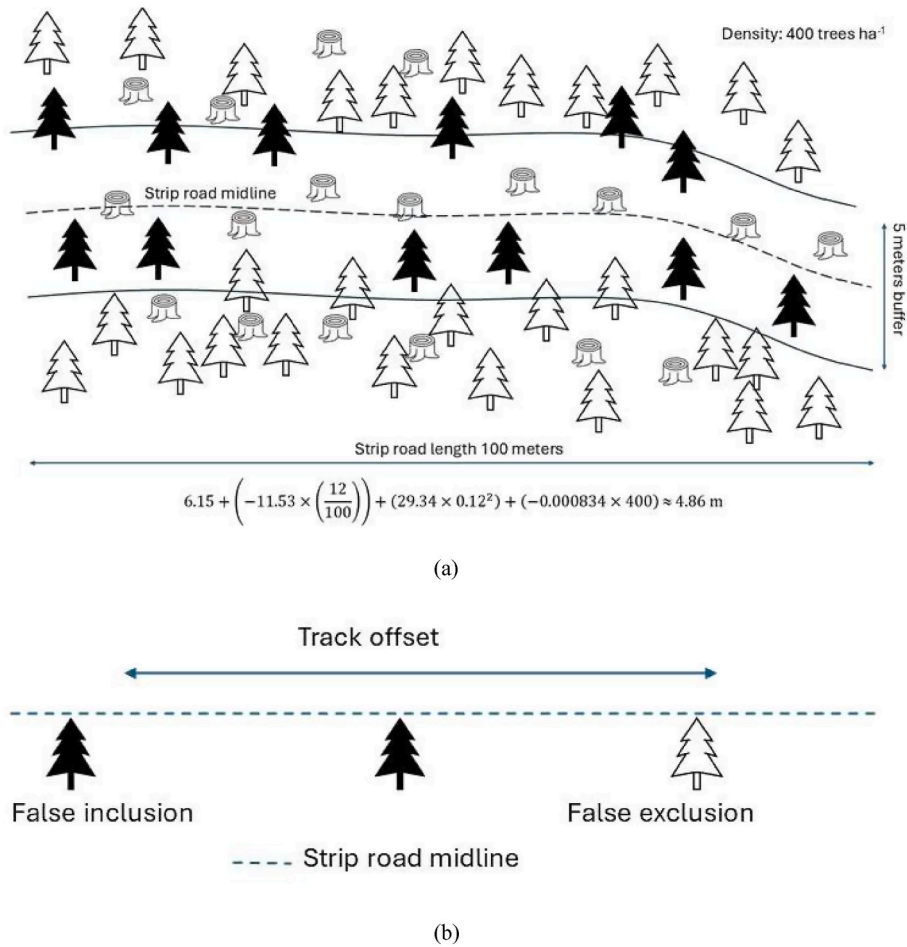 Density: 400 trees ha⁻¹
Strip road midline
5 meters buffer
Strip road length 100 meters
6.15 + (−11.53 × (12/100)) + (29.34 × 0.12²) + (−0.000834 × 400) ≈ 4.86 m
(a)
Track offset
False inclusion
False exclusion
Strip road midline
(b)